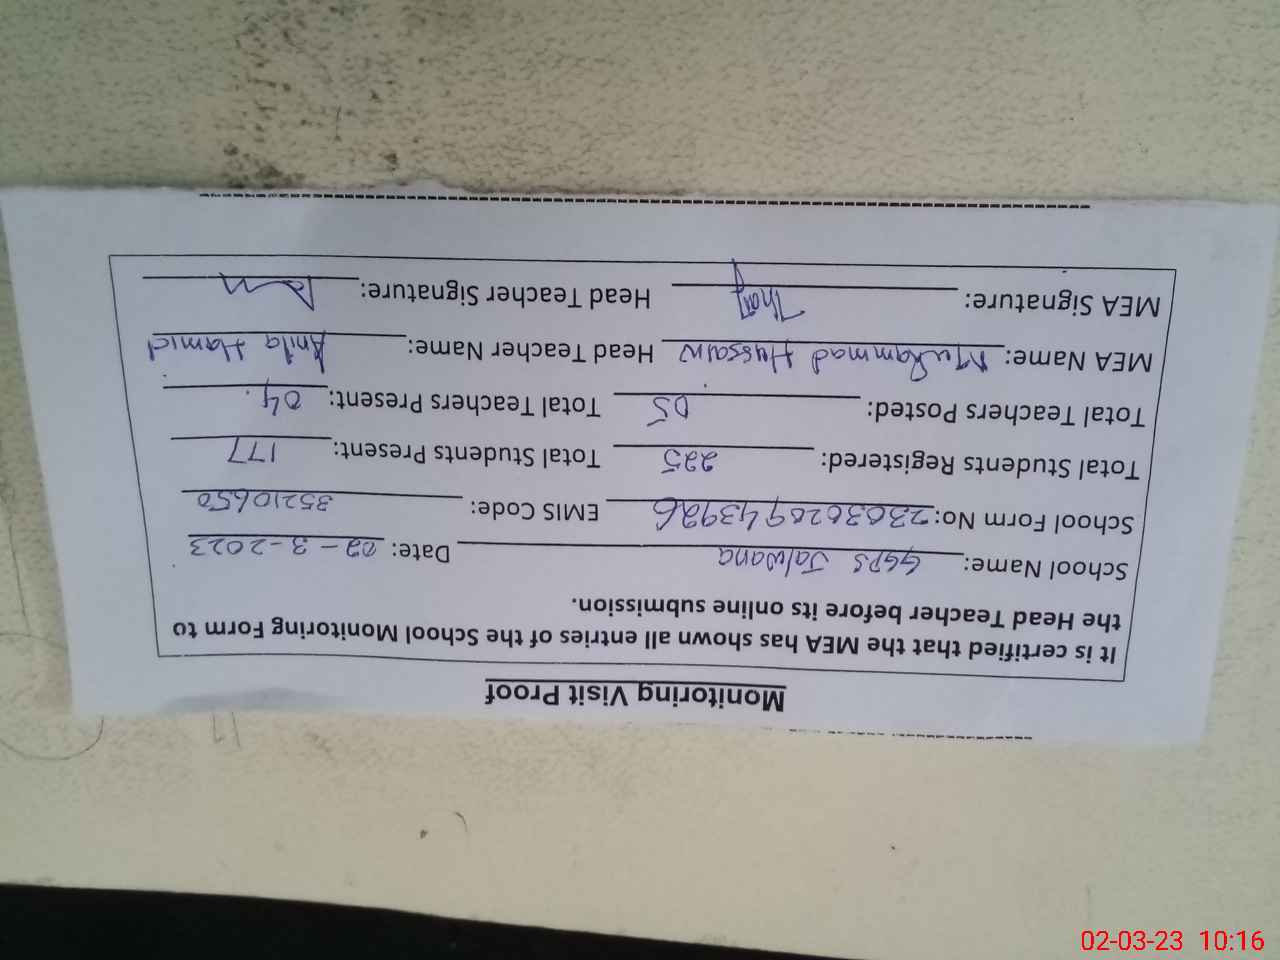 Monitoring Visit Proof
It is certified that the MEA has shown all entries of the School Monitoring Form to
the Head Teacher before its online submission.
School Name: GGPS Jalwana Date: 02-3-2023
School Form No: 2303020943926 EMIS Code: 35210650
Total Students Registered: 225 Total Students Present: 177
Total Teachers Posted: 05 Total Teachers Present: 04
MEA Name: Muhammad Hussain Head Teacher Name: Anila Hamid
MEA Signature: Head Teacher Signature:
02-03-23 10:16